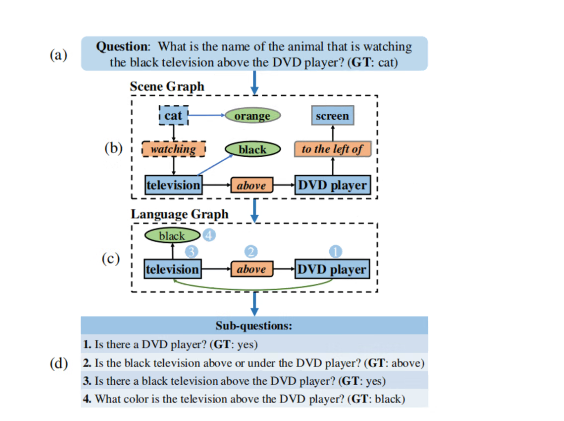 (a)
Question: What is the name of the animal that is watching
the black television above the DVD player? (GT: cat)
Scene Graph
(b)
cat
orange
screen
watching
black
to the left of
television
above
DVD player
Language Graph
(c)
black
4
3
2
1
television
above
DVD player
(d)
Sub-questions:
1. Is there a DVD player? (GT: yes)
2. Is the black television above or under the DVD player? (GT: above)
3. Is there a black television above the DVD player? (GT: yes)
4. What color is the television above the DVD player? (GT: black)